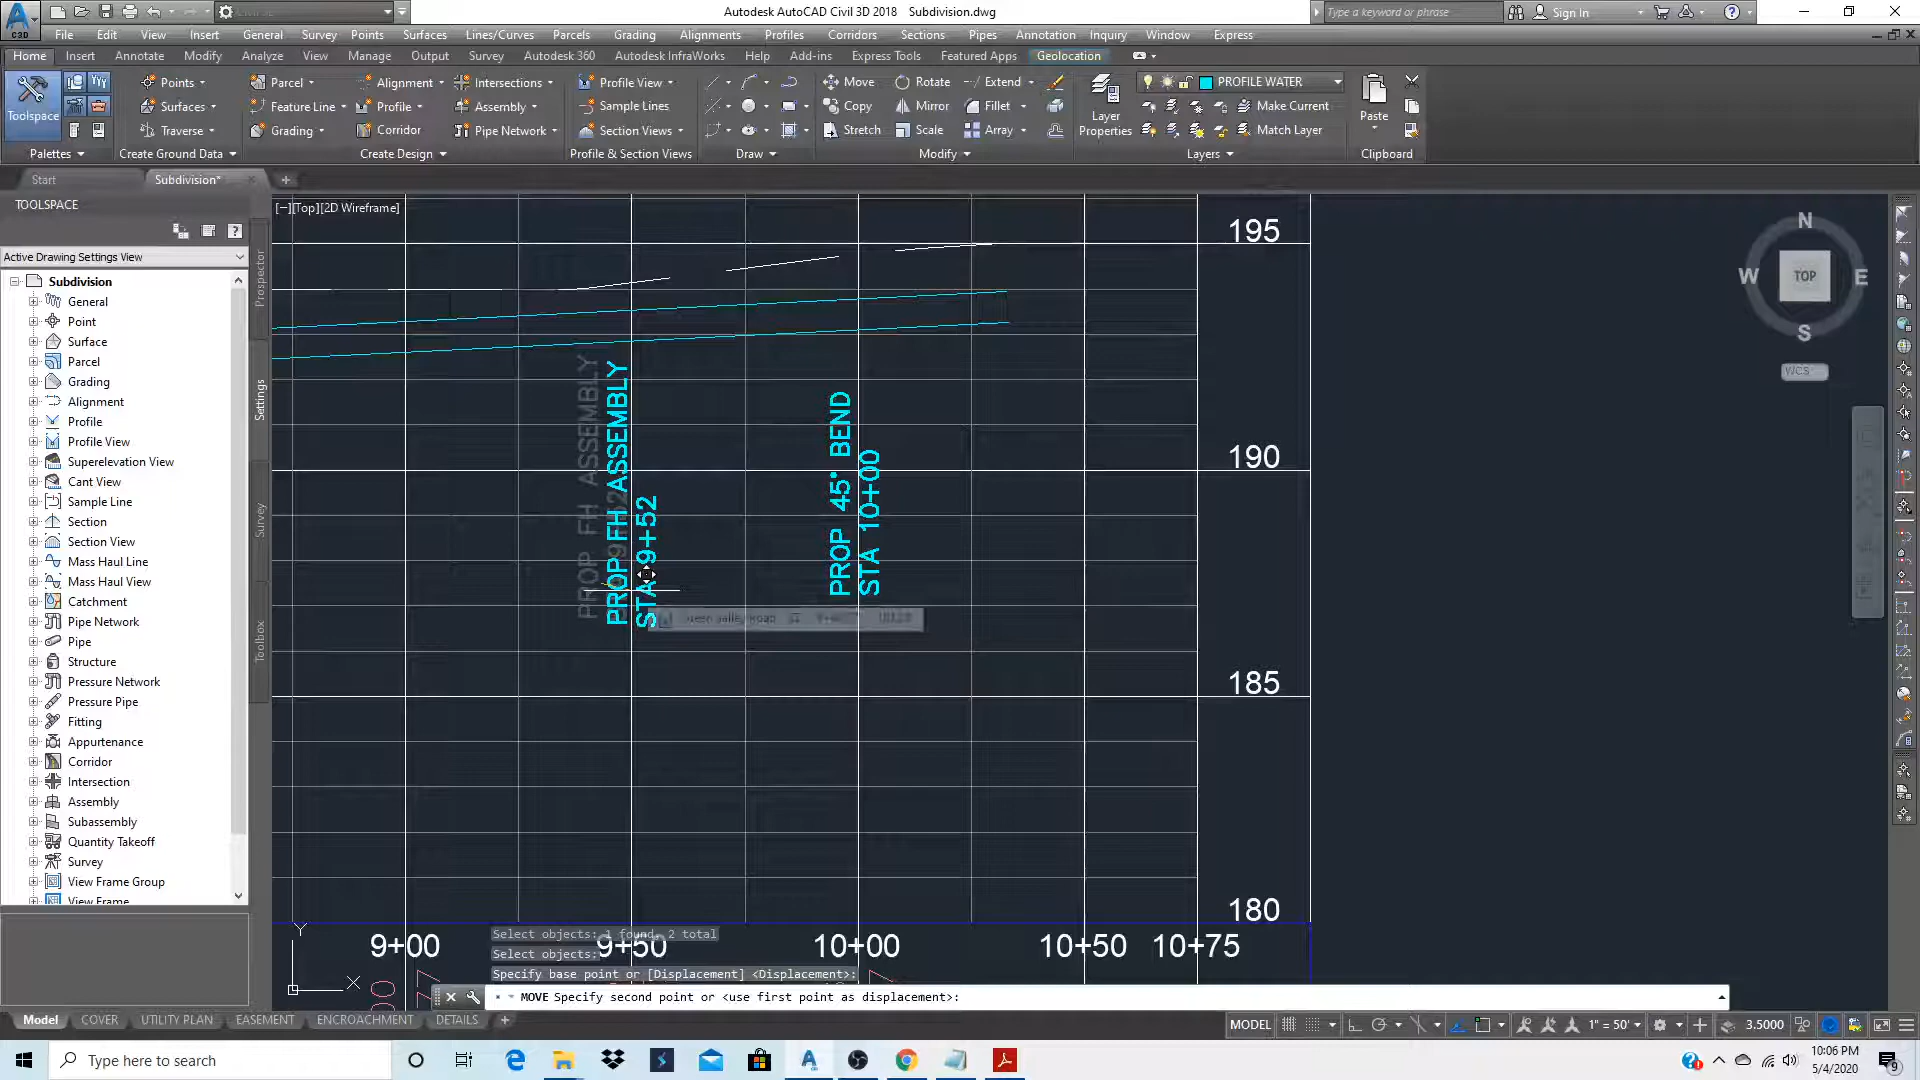 Autodesk AutoCAD Civil 3D 2018 Subdivision.dwg
Type a keyword or phrase
Sign In
File Edit View Insert General Survey Points Surfaces Lines/Curves Parcels Grading Alignments Profiles Corridors Sections Pipes Annotation Inquiry Window Express
Home Insert Annotate Modify Analyze View Manage Output Survey Autodesk 360 Autodesk InfraWorks Help Add-ins Express Tools Featured Apps Geolocation
Toolspace
Points
Surfaces
Traverse
Parcel
Feature Line
Grading
Alignment
Profile
Corridor
Intersections
Assembly
Pipe Network
Profile View
Sample Lines
Section Views
Move
Copy
Stretch
Rotate
Mirror
Scale
Extend
Fillet
Array
Layer
Properties
PROFILE WATER
Make Current
Match Layer
Paste
Palettes Create Ground Data Create Design Profile & Section Views Draw Modify Layers Clipboard
Start Subdivision*
TOOLSPACE
Active Drawing Settings View
Subdivision
General
Point
Surface
Parcel
Grading
Alignment
Profile
Profile View
Superelevation View
Cant View
Sample Line
Section
Section View
Mass Haul Line
Mass Haul View
Catchment
Pipe Network
Pipe
Structure
Pressure Network
Pressure Pipe
Fitting
Appurtenance
Corridor
Intersection
Assembly
Subassembly
Quantity Takeoff
Survey
View Frame Group
View Frame
Prospector
Settings
Survey
Toolbox
[−][Top][2D Wireframe]
195
190
185
180
PROP FH ASSEMBLY
PROP FH ASSEMBLY
STA 9+52
PROP 45° BEND
STA 10+00
N
W TOP E
S
WCS
9+00 9+50 10+00 10+50 10+75
Y
X
Select objects: 1 found, 2 total
Select objects:
Specify base point or [Displacement] <Displacement>:
MOVE Specify second point or <use first point as displacement>:
Model COVER UTILITY PLAN EASEMENT ENCROACHMENT DETAILS
MODEL 1" = 50' 3.5000
Type here to search
10:06 PM
5/4/2020